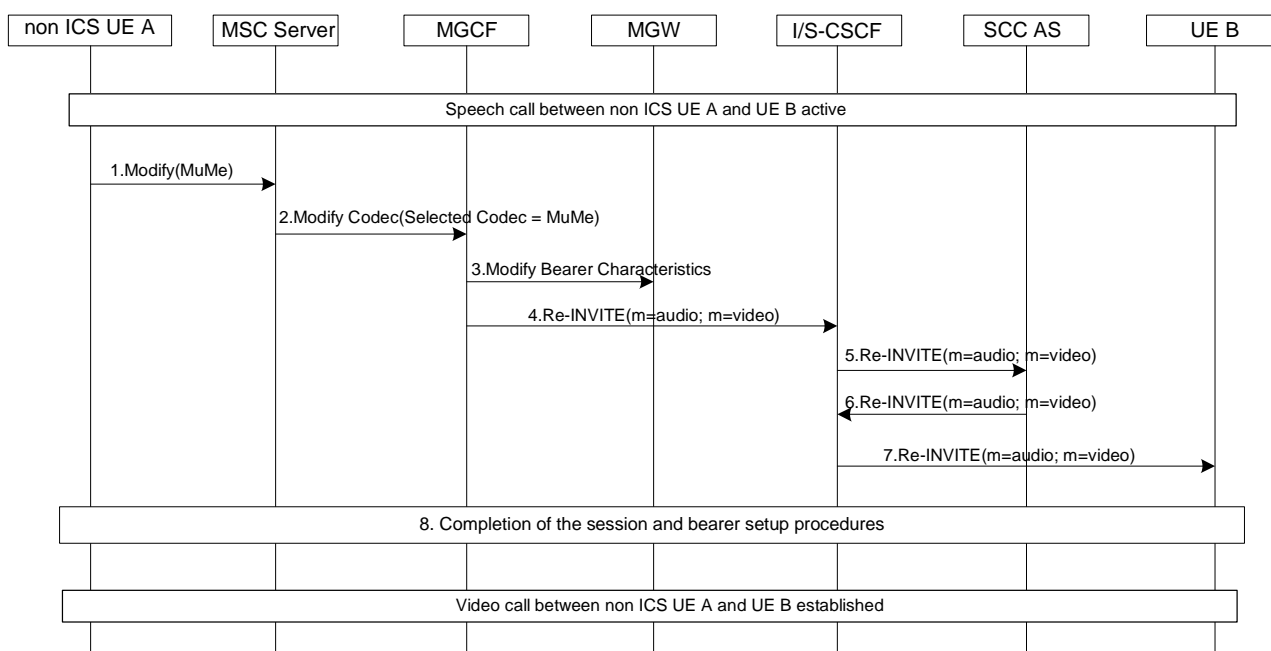 non ICS UE A
MSC Server
MGCF
MGW
I/S-CSCF
SCC AS
UE B
Speech call between non ICS UE A and UE B active
1.Modify(MuMe)
2.Modify Codec(Selected Codec = MuMe)
3.Modify Bearer Characteristics
4.Re-INVITE(m=audio; m=video)
5.Re-INVITE(m=audio; m=video)
6.Re-INVITE(m=audio; m=video)
7.Re-INVITE(m=audio; m=video)
8. Completion of the session and bearer setup procedures
Video call between non ICS UE A and UE B established